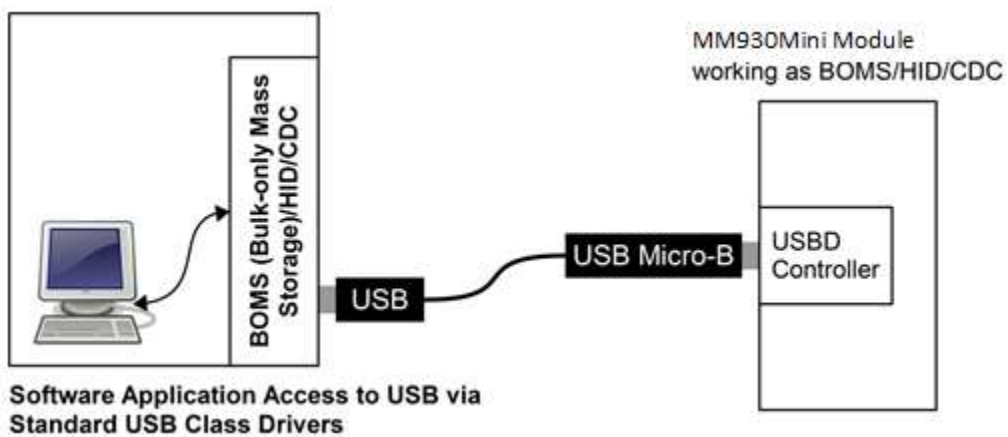 MM930Mini Module
working as BOMS/HID/CDC
BOMS (Bulk-only Mass
Storage)/HID/CDC
USB
USB Micro-B
USBD
Controller
Software Application Access to USB via
Standard USB Class Drivers